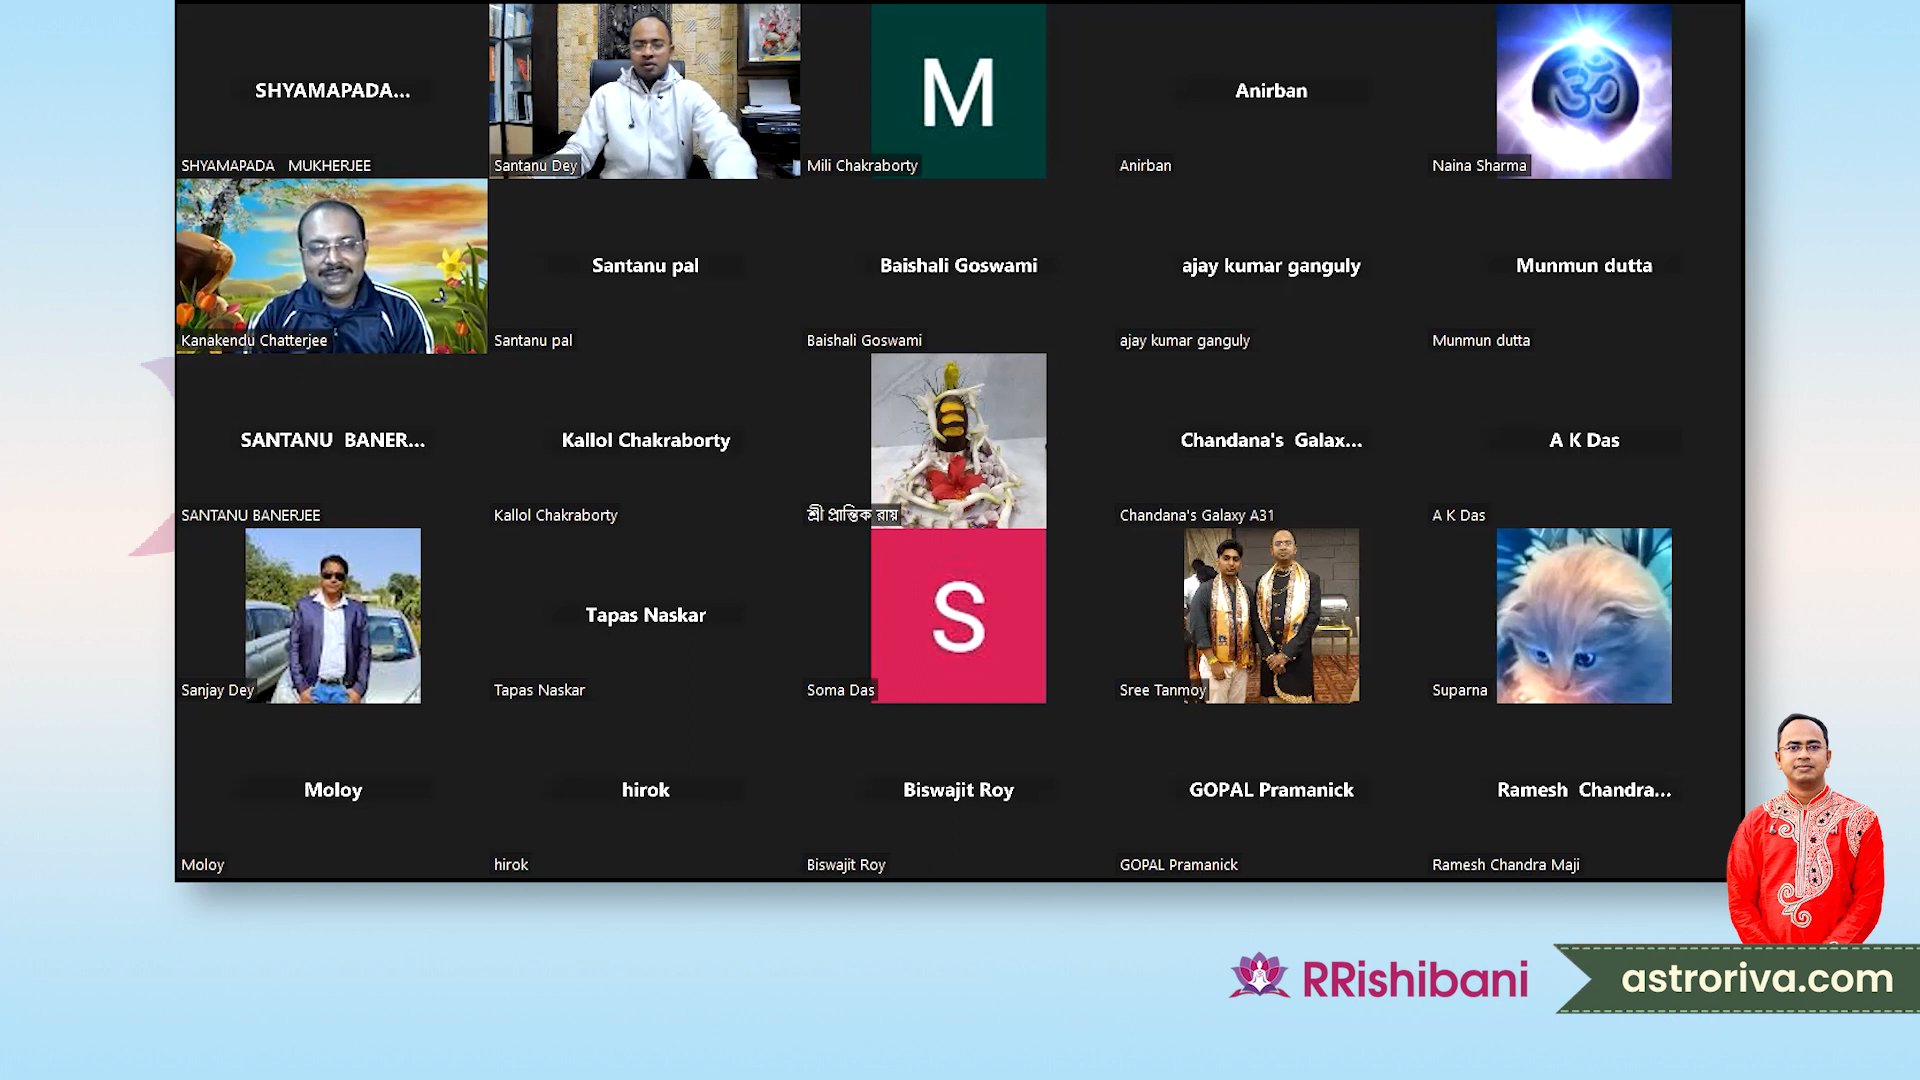 SHYAMAPADA...
SHYAMAPADA MUKHERJEE
Santanu Dey
M
Mili Chakraborty
Anirban
Anirban
Naina Sharma
Kanakendu Chatterjee
Santanu pal
Santanu pal
Baishali Goswami
Baishali Goswami
ajay kumar ganguly
ajay kumar ganguly
Munmun dutta
Munmun dutta
SANTANU BANER...
SANTANU BANERJEE
Kallol Chakraborty
Kallol Chakraborty
শ্রী প্রান্তিক রায়
Chandana's Galax...
Chandana's Galaxy A31
A K Das
A K Das
Sanjay Dey
Tapas Naskar
Tapas Naskar
S
Soma Das
Sree Tanmoy
Suparna
Moloy
Moloy
hirok
hirok
Biswajit Roy
Biswajit Roy
GOPAL Pramanick
GOPAL Pramanick
Ramesh Chandra...
Ramesh Chandra Maji
RRishibani
astroriva.com